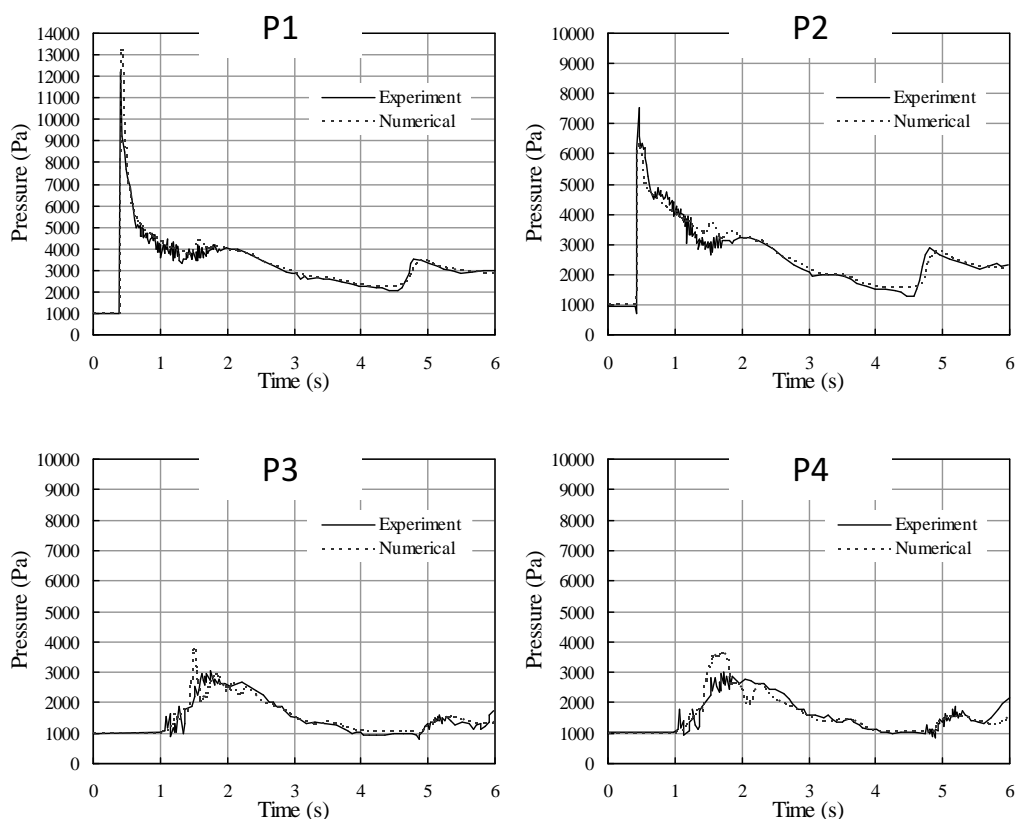 P1
14000
13000
12000
11000
10000
9000
8000
7000
6000
5000
4000
3000
2000
1000
0
Pressure (Pa)
Experiment
Numerical
0 1 2 3 4 5 6
Time (s)
P2
10000
9000
8000
7000
6000
5000
4000
3000
2000
1000
0
Pressure (Pa)
Experiment
Numerical
0 1 2 3 4 5 6
Time (s)
P3
10000
9000
8000
7000
6000
5000
4000
3000
2000
1000
0
Pressure (Pa)
Experiment
Numerical
0 1 2 3 4 5 6
Time (s)
P4
10000
9000
8000
7000
6000
5000
4000
3000
2000
1000
0
Pressure (Pa)
Experiment
Numerical
0 1 2 3 4 5 6
Time (s)